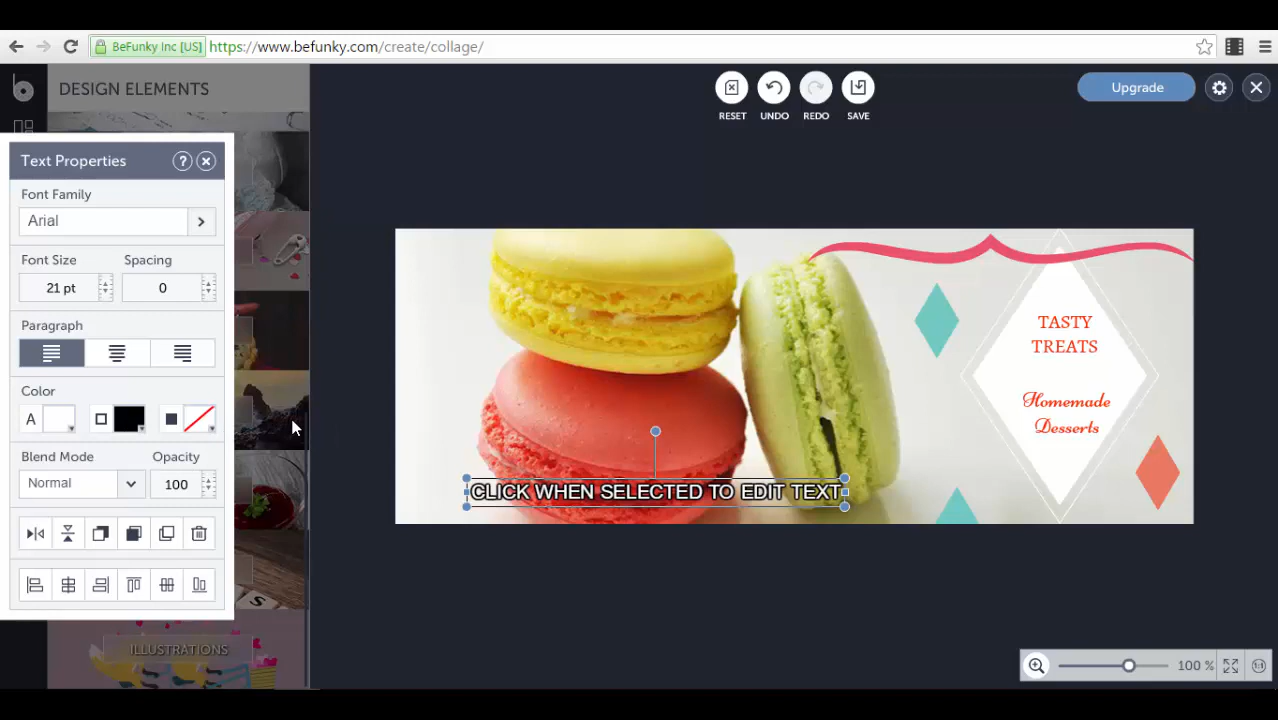 BeFunky Inc [US]
https://www.befunky.com/create/collage/
DESIGN ELEMENTS
RESET
UNDO
REDO
SAVE
Upgrade
Text Properties
?
Font Family
Arial
Font Size
Spacing
21 pt
0
Paragraph
Color
A
Blend Mode
Opacity
Normal
100
ILLUSTRATIONS
TASTY
TREATS
Homemade
Desserts
CLICK WHEN SELECTED TO EDIT TEXT
100 %